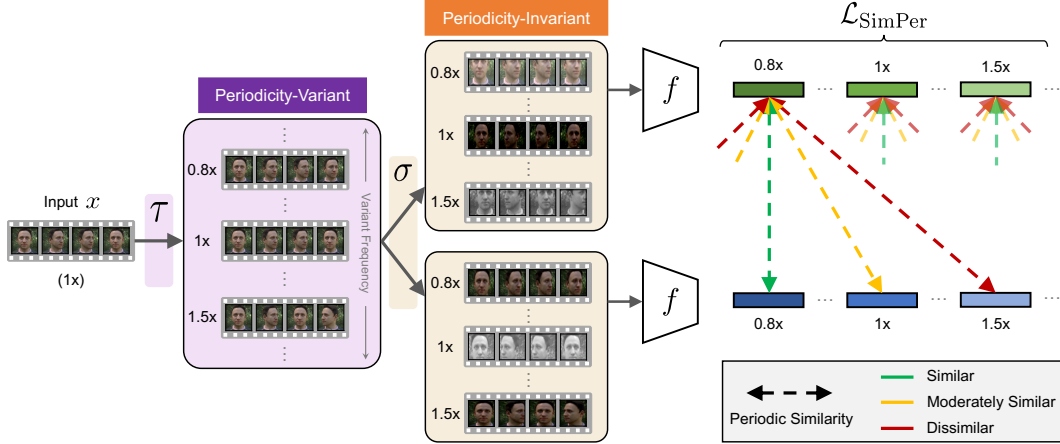 Periodicity-Invariant
Periodicity-Variant
Input x
(1x)
τ
0.8x
1x
1.5x
Variant Frequency
σ
0.8x
1x
1.5x
0.8x
1x
1.5x
f
f
ℒSimPer
0.8x 1x 1.5x
0.8x 1x 1.5x
Periodic Similarity
Similar
Moderately Similar
Dissimilar